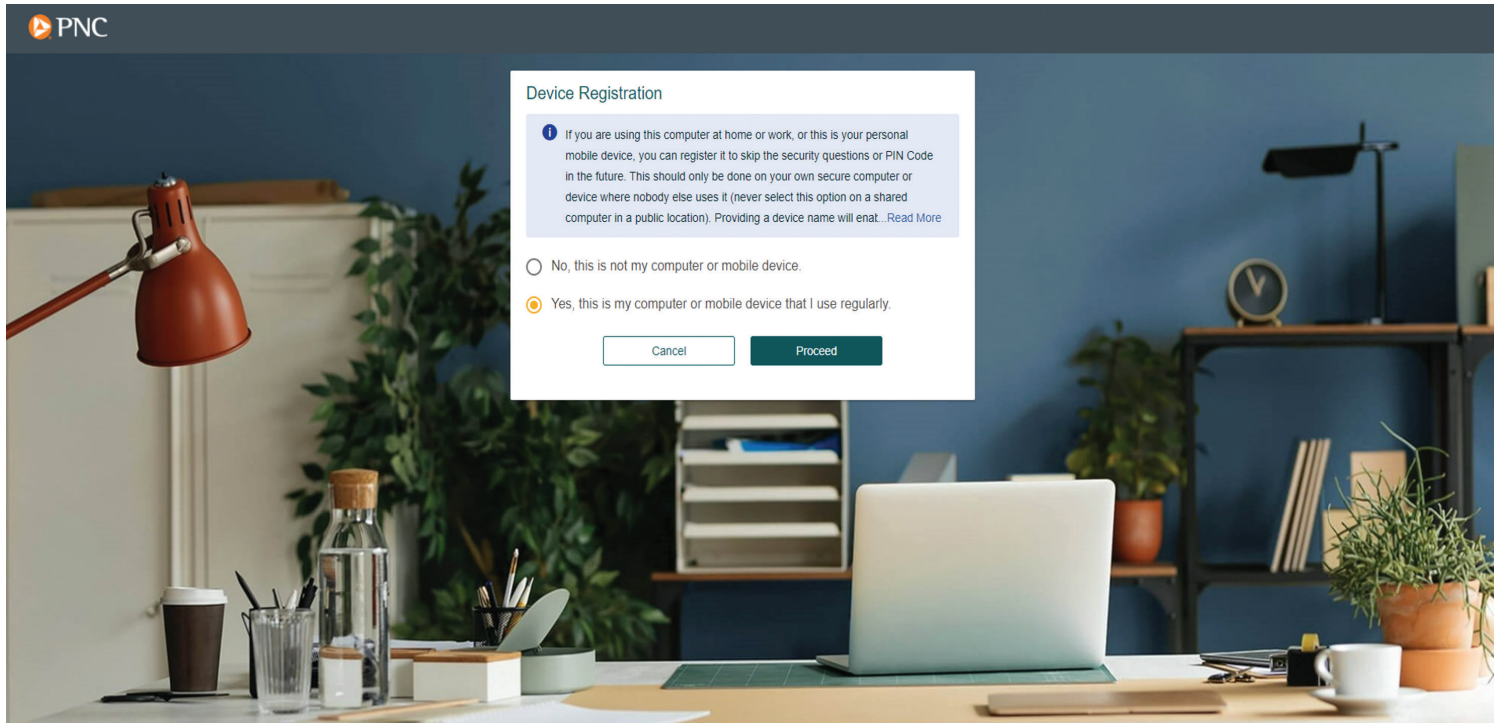 PNC
Device Registration
If you are using this computer at home or work, or this is your personal
mobile device, you can register it to skip the security questions or PIN Code
in the future. This should only be done on your own secure computer or
device where nobody else uses it (never select this option on a shared
computer in a public location). Providing a device name will enat...Read More
No, this is not my computer or mobile device.
Yes, this is my computer or mobile device that I use regularly.
Cancel Proceed